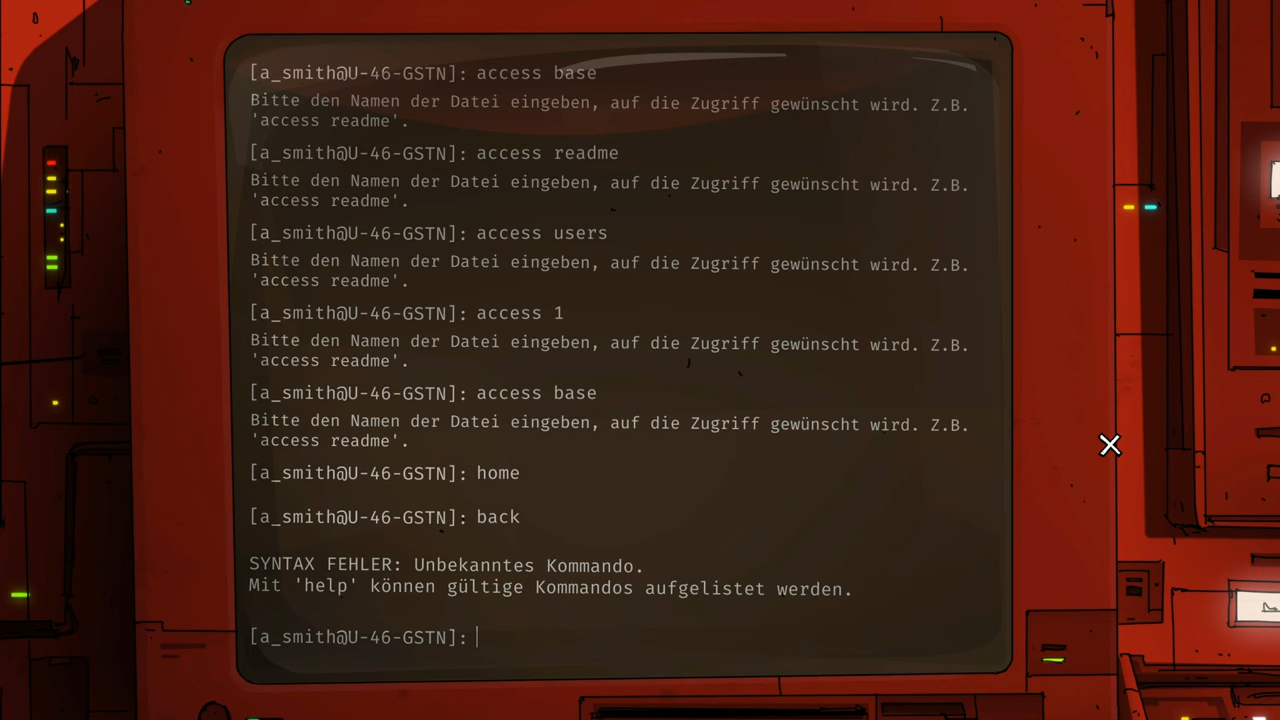 [a_smith@U-46-GSTN]: access base
Bitte den Namen der Datei eingeben, auf die Zugriff gewünscht wird. Z.B.
'access readme'.
[a_smith@U-46-GSTN]: access readme
Bitte den Namen der Datei eingeben, auf die Zugriff gewünscht wird. Z.B.
'access readme'.
[a_smith@U-46-GSTN]: access users
Bitte den Namen der Datei eingeben, auf die Zugriff gewünscht wird. Z.B.
'access readme'.
[a_smith@U-46-GSTN]: access 1
Bitte den Namen der Datei eingeben, auf die Zugriff gewünscht wird. Z.B.
'access readme'.
[a_smith@U-46-GSTN]: access base
Bitte den Namen der Datei eingeben, auf die Zugriff gewünscht wird. Z.B.
'access readme'.
[a_smith@U-46-GSTN]: home
[a_smith@U-46-GSTN]: back
SYNTAX FEHLER: Unbekanntes Kommando.
Mit 'help' können gültige Kommandos aufgelistet werden.
[a_smith@U-46-GSTN]: